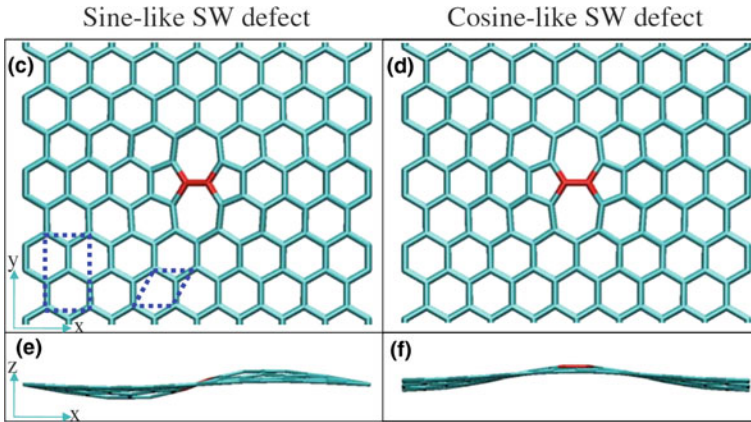 Sine-like SW defect
Cosine-like SW defect
(c)
(d)
y
x
(e)
(f)
z
x